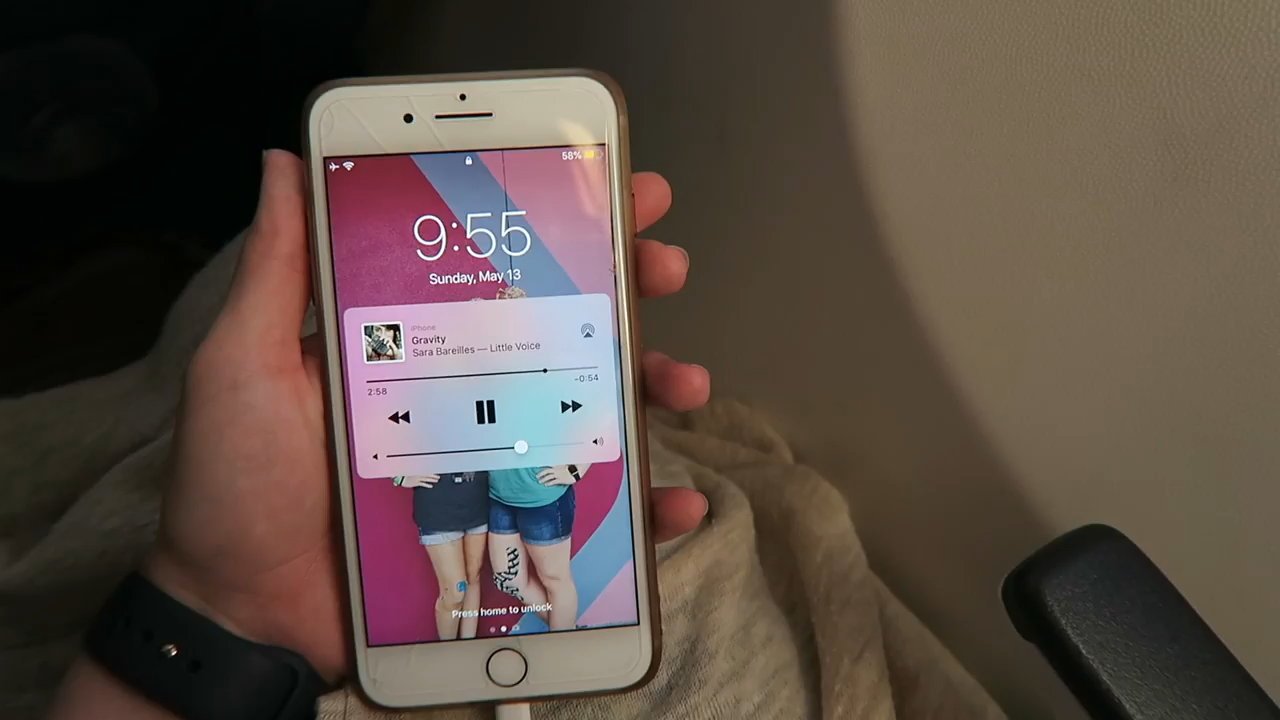 58%
9:55
Sunday, May 13
iPhone
Gravity
Sara Bareilles — Little Voice
2:58
-0:54
Press home to unlock